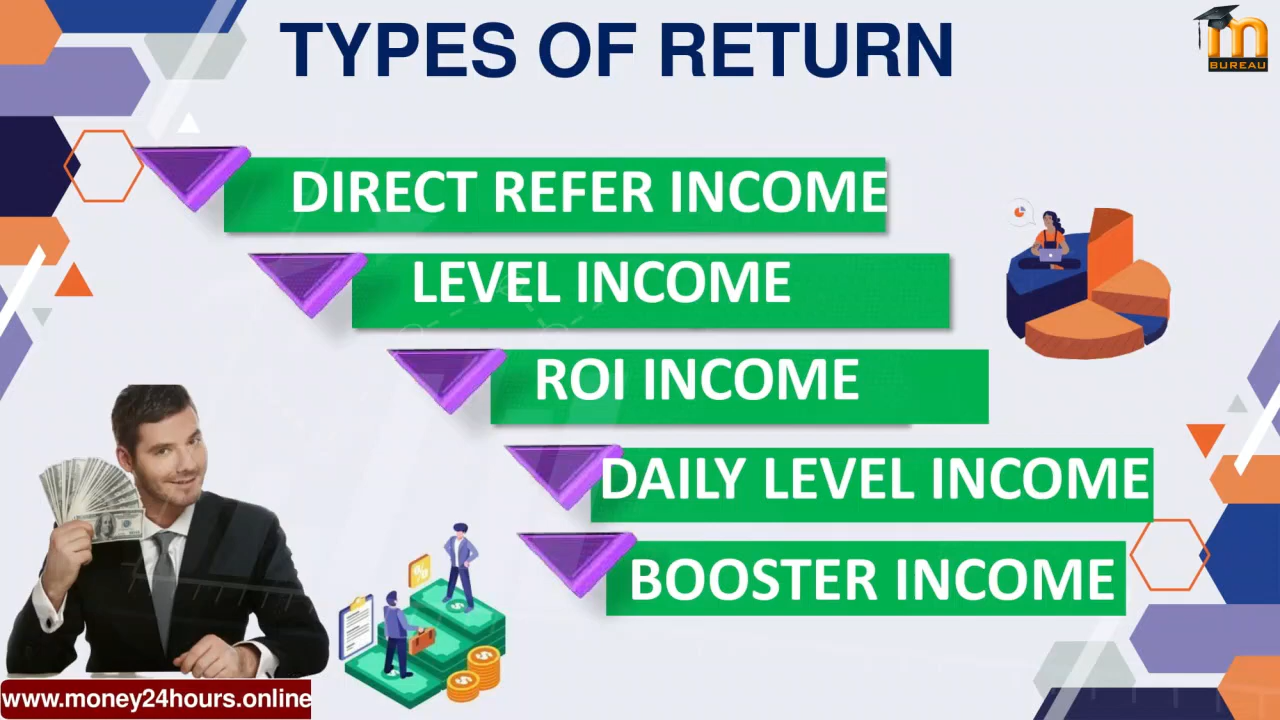 TYPES OF RETURN
m
BUREAU
DIRECT REFER INCOME
LEVEL INCOME
ROI INCOME
DAILY LEVEL INCOME
BOOSTER INCOME
www.money24hours.online